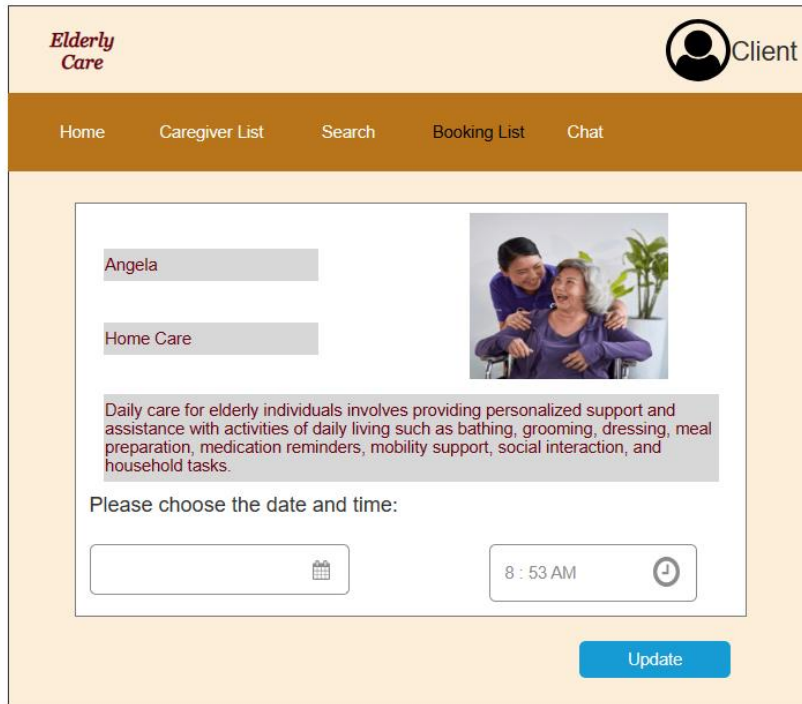 Elderly
Care
Client
Home Caregiver List Search Booking List Chat
Angela
Home Care
Daily care for elderly individuals involves providing personalized support and
assistance with activities of daily living such as bathing, grooming, dressing, meal
preparation, medication reminders, mobility support, social interaction, and
household tasks.
Please choose the date and time:
8 : 53 AM
Update